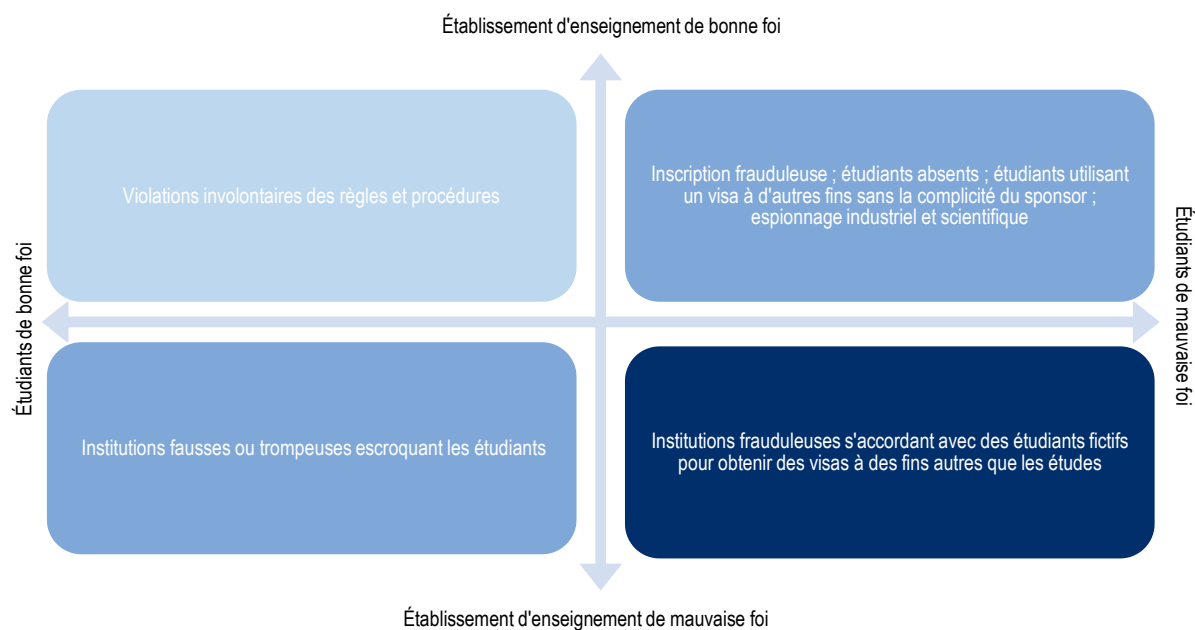 Établissement d'enseignement de bonne foi
Violations involontaires des règles et procédures
Inscription frauduleuse ; étudiants absents ; étudiants utilisant
un visa à d'autres fins sans la complicité du sponsor ;
espionnage industriel et scientifique
Étudiants de bonne foi
Étudiants de mauvaise foi
Institutions fausses ou trompeuses escroquant les étudiants
Institutions frauduleuses s'accordant avec des étudiants fictifs
pour obtenir des visas à des fins autres que les études
Établissement d'enseignement de mauvaise foi